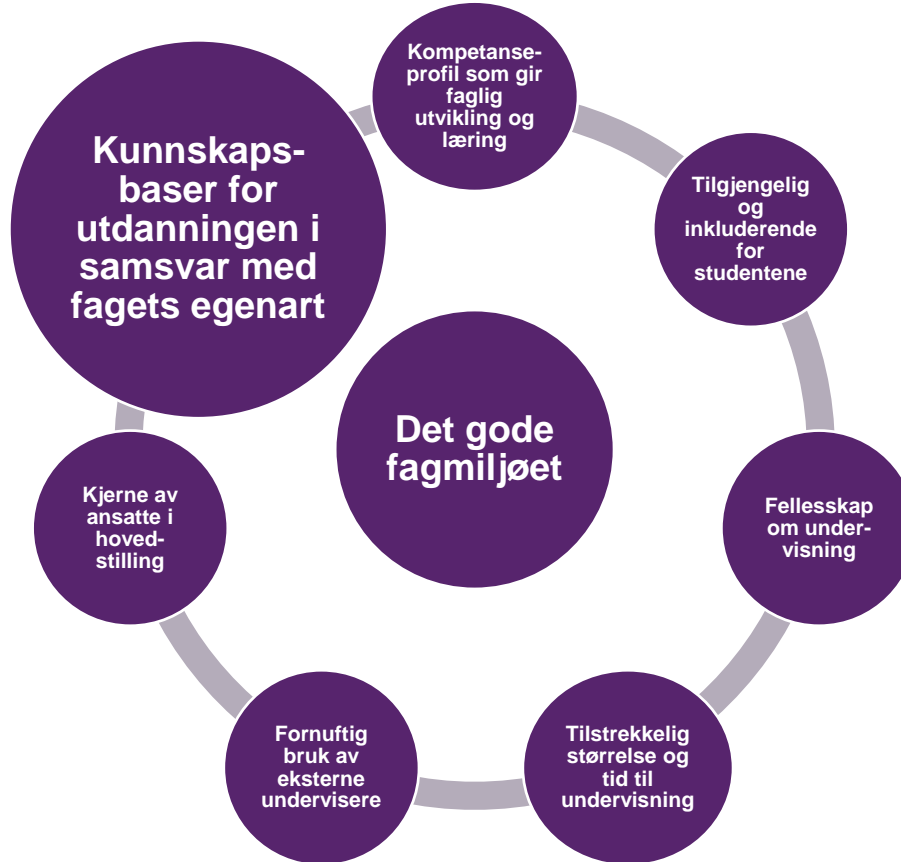 Kompetanse-
profil som gir
faglig
utvikling og
læring
Kunnskaps-
baser for
utdanningen i
samsvar med
fagets egenart
Tilgjengelig
og
inkluderende
for
studentene
Det gode
fagmiljøet
Fellesskap
om under-
visning
Kjerne av
ansatte i
hoved-
stilling
Tilstrekkelig
størrelse og
tid til
undervisning
Fornuftig
bruk av
eksterne
undervisere